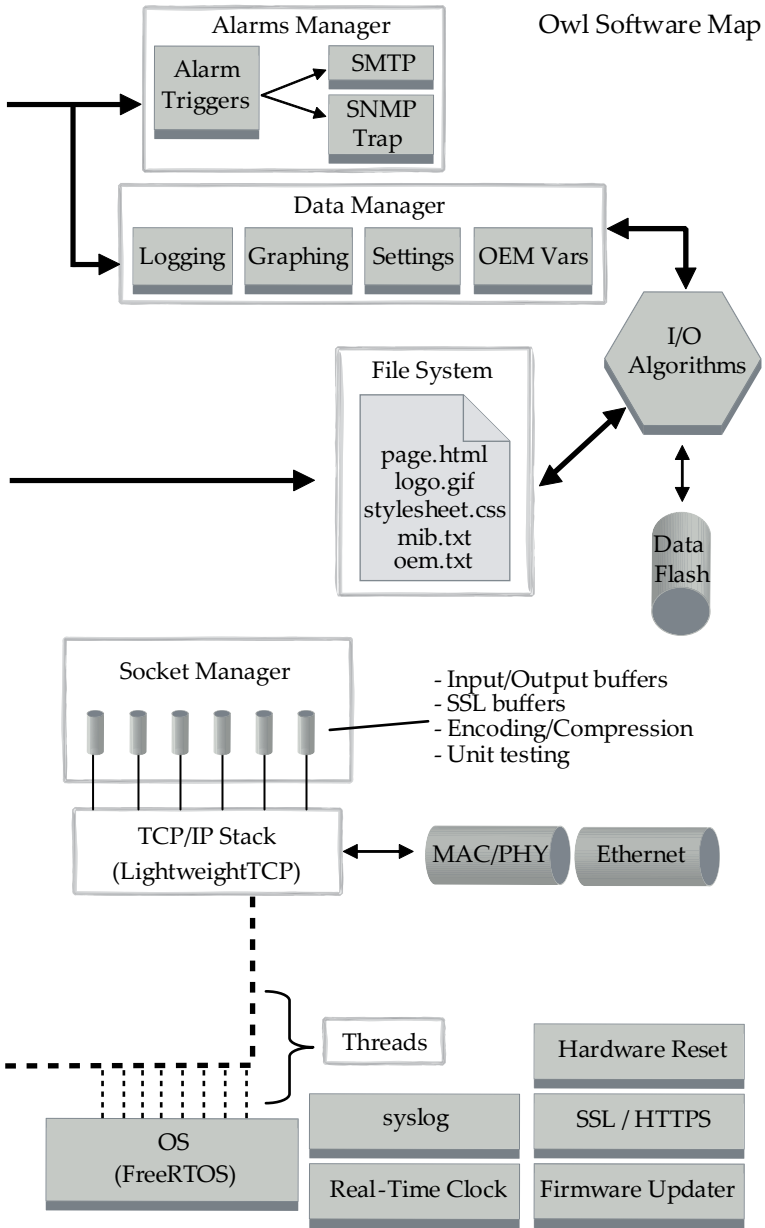 Alarms Manager
Owl Software Map
Alarm
Triggers
SMTP
SNMP
Trap
Data Manager
Logging
Graphing
Settings
OEM Vars
I/O
Algorithms
File System
page.html
logo.gif
stylesheet.css
mib.txt
oem.txt
Data
Flash
Socket Manager
- Input/Output buffers
- SSL buffers
- Encoding/Compression
- Unit testing
TCP/IP Stack
(LightweightTCP)
MAC/PHY
Ethernet
Threads
Hardware Reset
syslog
SSL / HTTPS
OS
(FreeRTOS)
Real-Time Clock
Firmware Updater